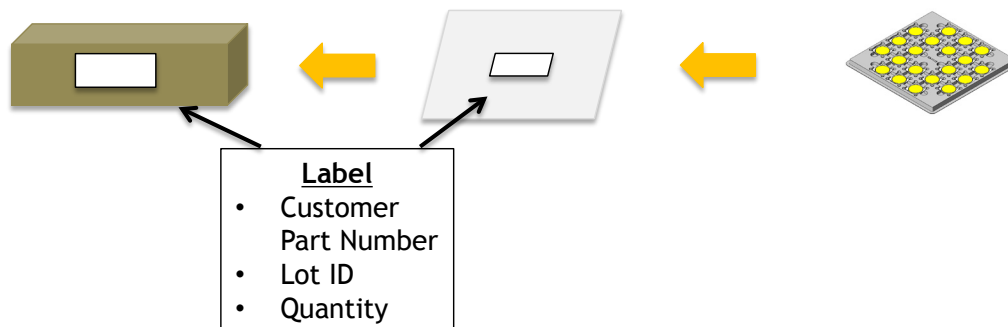 Label
• Customer
Part Number
• Lot ID
• Quantity